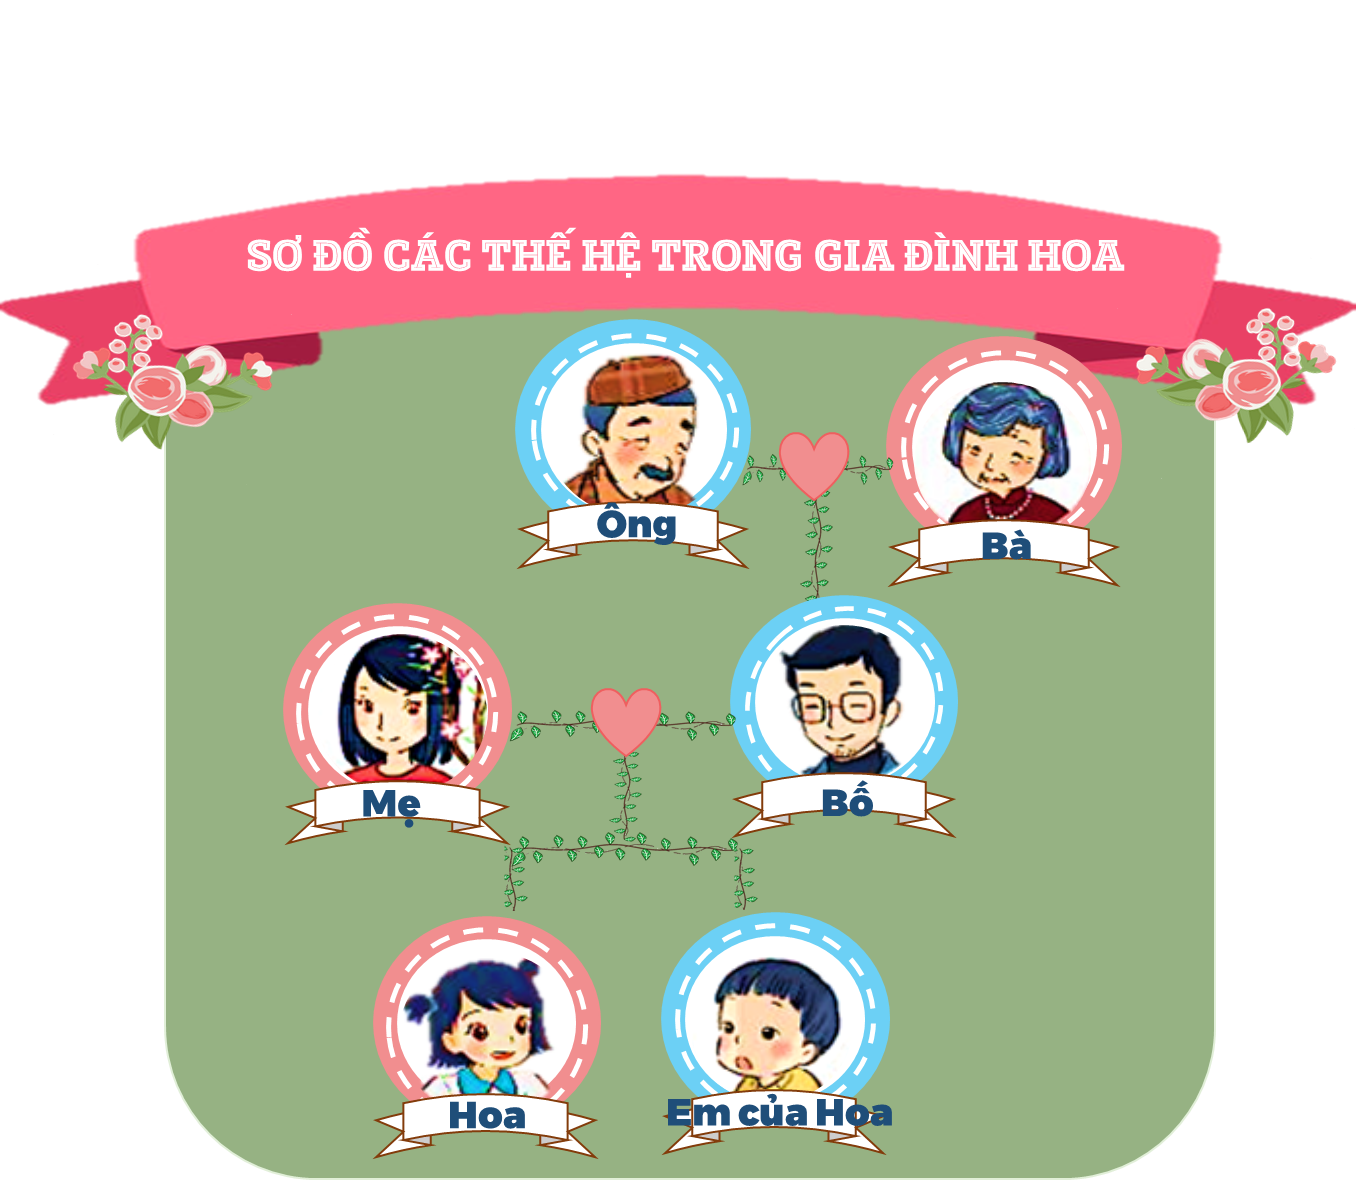 SƠ ĐỒ CÁC THẾ HỆ TRONG GIA ĐÌNH HOA
Ông
Bà
Mẹ
Bố
Hoa
Em của Hoa